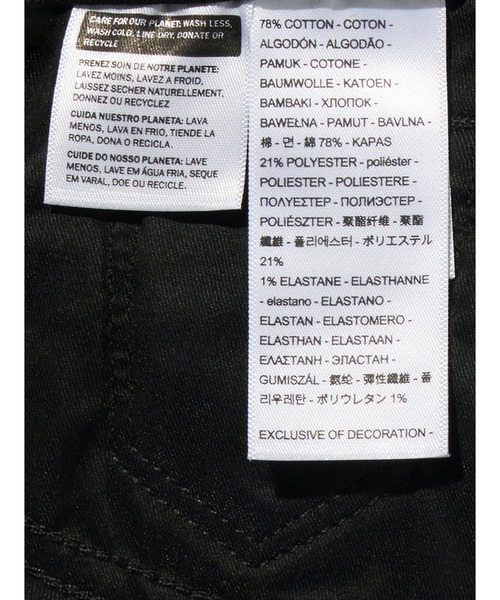 CARE FOR OUR PLANET: WASH LESS,
WASH COLD, LINE DRY, DONATE OR
RECYCLE
PRENEZ SOIN DE NOTRE PLANETE:
LAVEZ MOINS, LAVEZ A FROID,
LAISSEZ SECHER NATURELLEMENT,
DONNEZ OU RECYCLEZ
CUIDA NUESTRO PLANETA: LAVA
MENOS, LAVA EN FRIO, TIENDE LA
ROPA, DONA O RECICLA.
CUIDE DO NOSSO PLANETA: LAVE
MENOS, LAVE EM ÁGUA FRIA, SEQUE
EM VARAL, DOE OU RECICLE.
78% COTTON - COTON -
ALGODÓN - ALGODÃO -
PAMUK - COTONE -
BAUMWOLLE - KATOEN -
ΒΑΜΒΑΚΙ - ХЛОПОК -
BAWEŁNA - PAMUT - BAVLNA -
棉 - 면 - 綿 78% - KAPAS
21% POLYESTER - poliéster -
POLIESTER - POLIESTERE -
ΠΟΛΥΕΣΤΕΡ - ПОЛИЭСТЕР -
POLIÉSZTER - 聚酯纤维 - 聚酯
纖維 - 폴리에스터 - ポリエステル
21%
1% ELASTANE - ELASTHANNE
- elastano - ELASTANO -
ELASTAN - ELASTOMERO -
ELASTHAN - ELASTAAN -
ΕΛΑΣΤΑΝΗ - ЭЛАСТАН -
GUMISZÁL - 氨纶 - 彈性纖維 - 폴
리우레탄 - ポリウレタン 1%
EXCLUSIVE OF DECORATION -